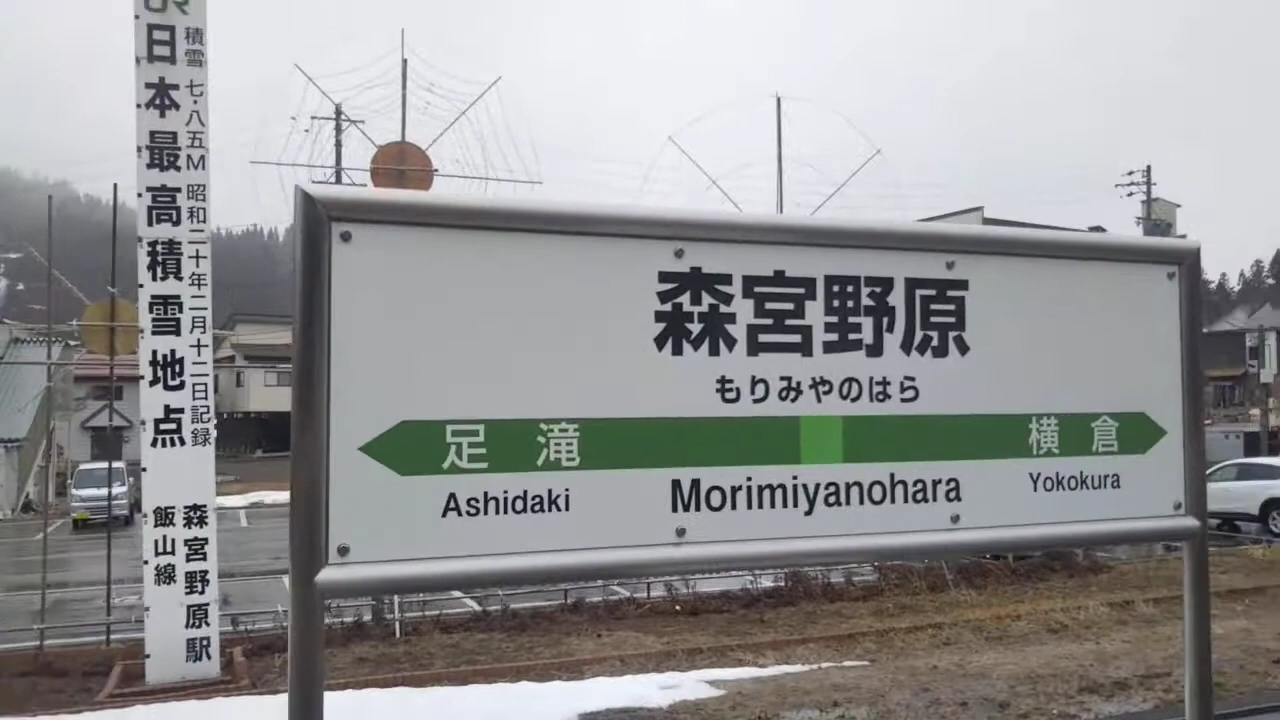 JR
日本最高積雪地点
積雪 七・八五M 昭和二十年二月十二日記録
森宮野原駅
飯山線
森宮野原
もりみやのはら
足滝 横倉
Ashidaki Morimiyanohara Yokokura